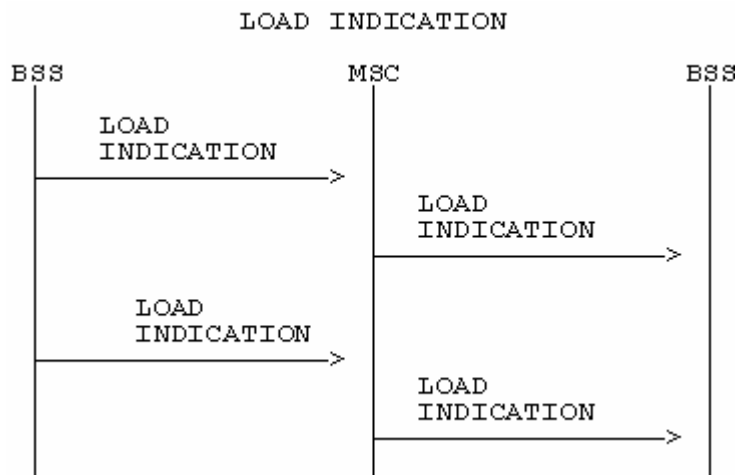 LOAD INDICATION
BSS MSC BSS
LOAD
INDICATION
LOAD
INDICATION
LOAD
INDICATION
LOAD
INDICATION